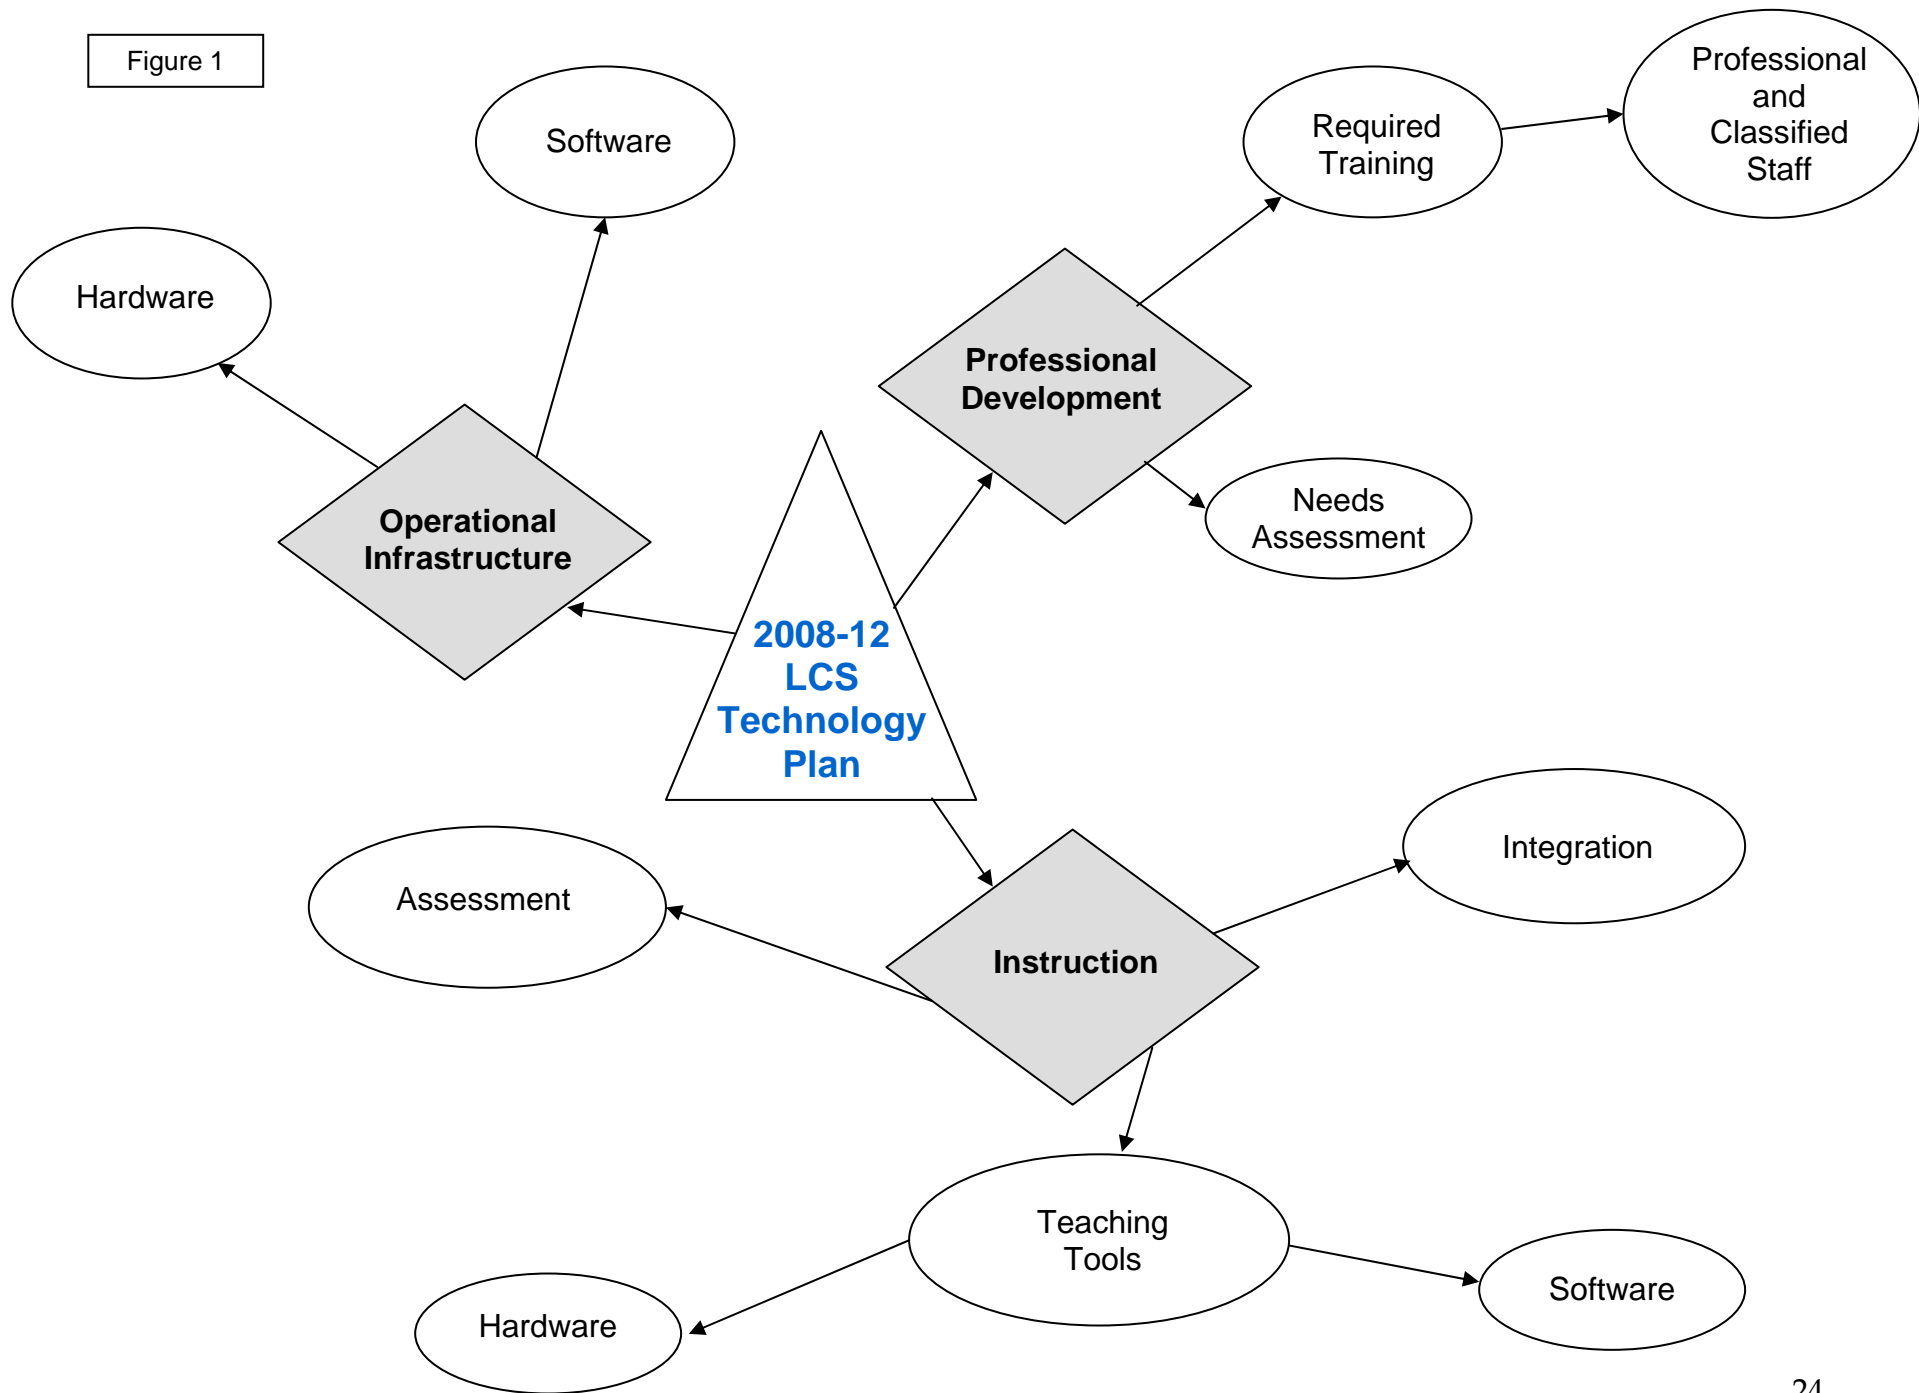 Figure 1
Software
Hardware
Operational
Infrastructure
Professional
Development
Required
Training
Professional
and
Classified
Staff
Needs
Assessment
2008-12
LCS
Technology
Plan
Assessment
Instruction
Integration
Teaching
Tools
Hardware
Software
24